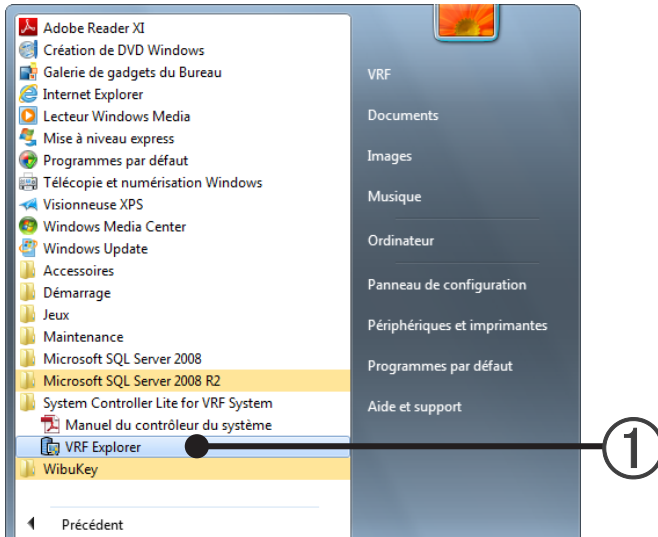 Adobe Reader XI
Création de DVD Windows
Galerie de gadgets du Bureau
Internet Explorer
Lecteur Windows Media
Mise à niveau express
Programmes par défaut
Télécopie et numérisation Windows
Visionneuse XPS
Windows Media Center
Windows Update
Accessoires
Démarrage
Jeux
Maintenance
Microsoft SQL Server 2008
Microsoft SQL Server 2008 R2
System Controller Lite for VRF System
Manuel du contrôleur du système
VRF Explorer
WibuKey
Précédent
VRF
Documents
Images
Musique
Ordinateur
Panneau de configuration
Périphériques et imprimantes
Programmes par défaut
Aide et support
1